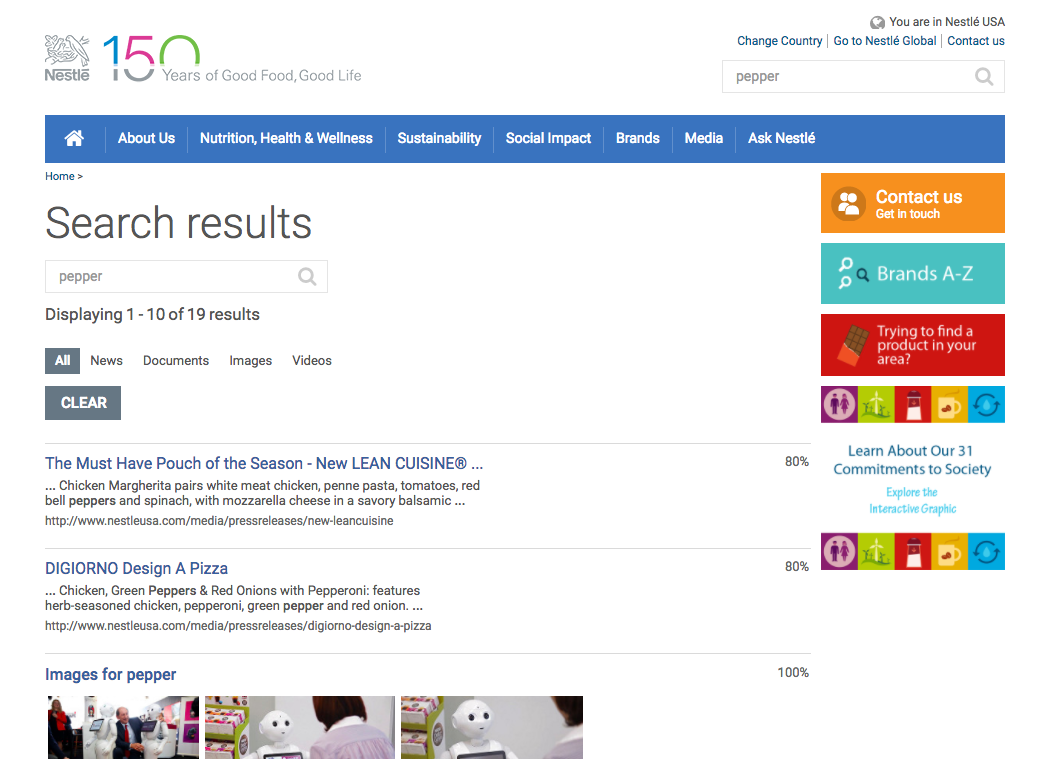 You are in Nestlé USA
Change Country | Go to Nestlé Global | Contact us
Nestlé
150
Years of Good Food, Good Life
pepper
About Us
Nutrition, Health & Wellness
Sustainability
Social Impact
Brands
Media
Ask Nestlé
Home >
Search results
pepper
Displaying 1 - 10 of 19 results
All
News
Documents
Images
Videos
CLEAR
The Must Have Pouch of the Season - New LEAN CUISINE® ...
80%
... Chicken Margherita pairs white meat chicken, penne pasta, tomatoes, red
bell peppers and spinach, with mozzarella cheese in a savory balsamic ...
http://www.nestleusa.com/media/pressreleases/new-leancuisine
DIGIORNO Design A Pizza
80%
... Chicken, Green Peppers & Red Onions with Pepperoni: features
herb-seasoned chicken, pepperoni, green pepper and red onion. ...
http://www.nestleusa.com/media/pressreleases/digiorno-design-a-pizza
Images for pepper
100%
Contact us
Get in touch
Brands A-Z
Trying to find a
product in your
area?
Learn About Our 31
Commitments to Society
Explore the
Interactive Graphic